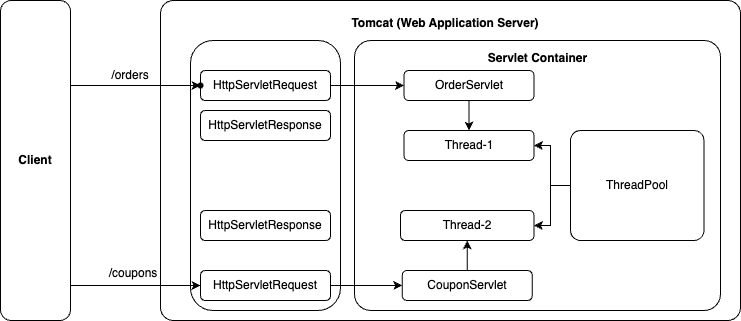 Tomcat (Web Application Server)
Servlet Container
/orders
HttpServletRequest
OrderServlet
HttpServletResponse
Thread-1
Client
ThreadPool
HttpServletResponse
Thread-2
/coupons
HttpServletRequest
CouponServlet